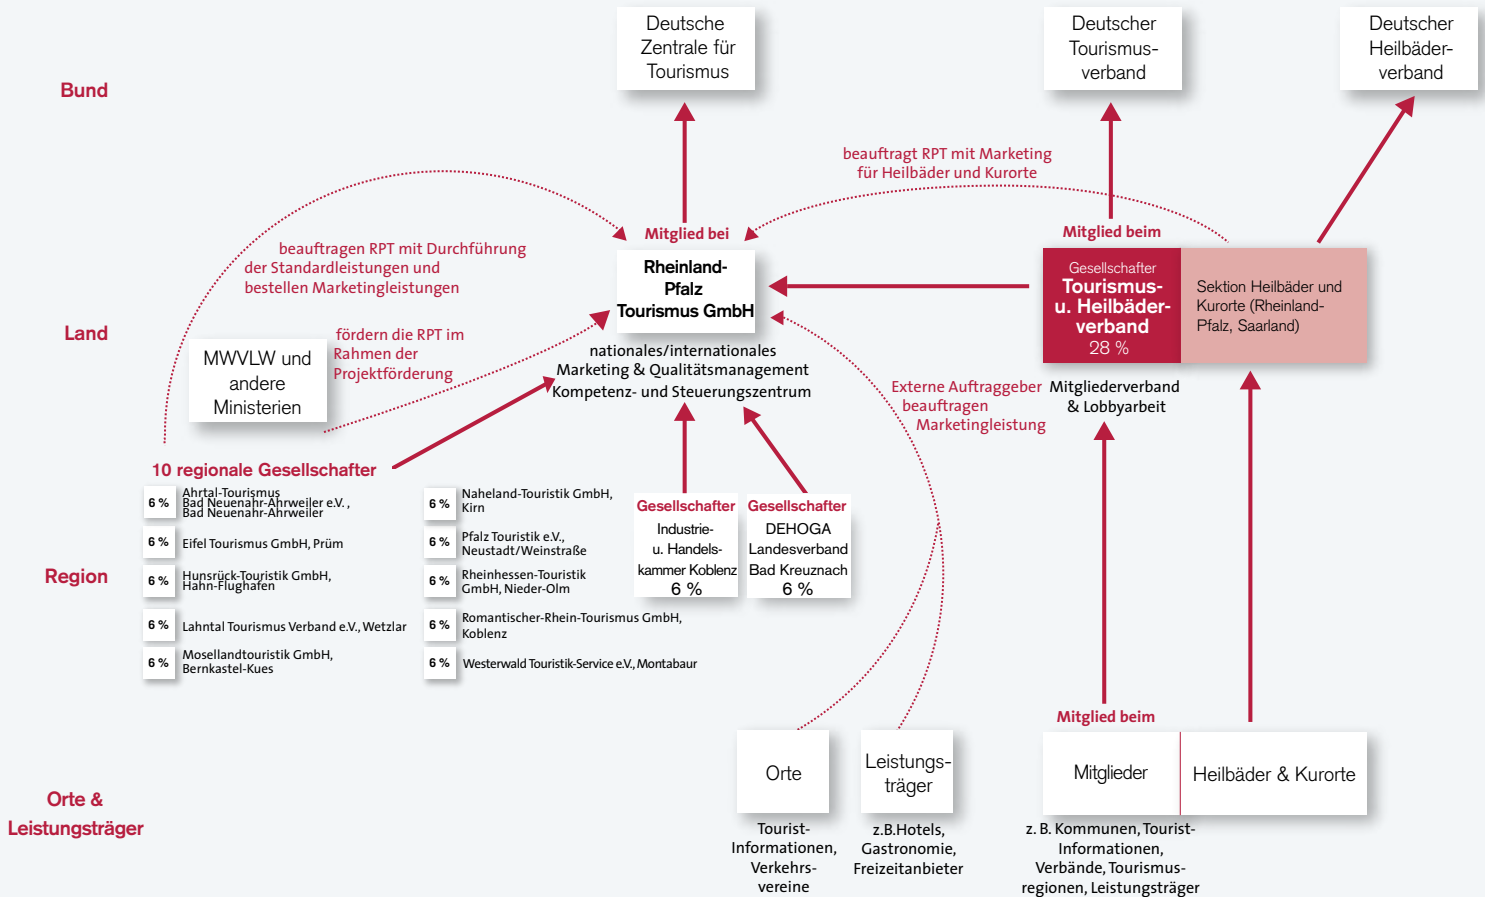 Deutsche
Zentrale für
Tourismus
Deutscher
Tourismus-
verband
Deutscher
Heilbäder-
verband
Bund
beauftragt RPT mit Marketing
für Heilbäder und Kurorte
Mitglied bei
Mitglied beim
beauftragen RPT mit Durchführung
der Standardleistungen und
bestellen Marketingleistungen
Rheinland-
Pfalz
Tourismus GmbH
Gesellschafter
Tourismus-
u. Heilbäder-
verband
28 %
Sektion Heilbäder und
Kurorte (Rheinland-
Pfalz, Saarland)
Land
fördern die RPT im
Rahmen der
Projektförderung
MWVLW und
andere
Ministerien
nationales/internationales
Marketing & Qualitätsmanagement
Kompetenz- und Steuerungszentrum
Externe Auftraggeber
beauftragen
Marketingleistung
Mitgliederverband
& Lobbyarbeit
10 regionale Gesellschafter
6 %
Ahrtal-Tourismus
Bad Neuenahr-Ahrweiler e.V.,
Bad Neuenahr-Ahrweiler
6 %
Eifel Tourismus GmbH, Prüm
6 %
Hunsrück-Touristik GmbH,
Hahn-Flughafen
6 %
Lahntal Tourismus Verband e.V., Wetzlar
6 %
Mosellandtouristik GmbH,
Bernkastel-Kues
6 %
Naheland-Touristik GmbH,
Kirn
6 %
Pfalz Touristik e.V.,
Neustadt/Weinstraße
6 %
Rheinhessen-Touristik
GmbH, Nieder-Olm
6 %
Romantischer-Rhein-Tourismus GmbH,
Koblenz
6 %
Westerwald Touristik-Service e.V., Montabaur
Gesellschafter
Industrie-
u. Handels-
kammer Koblenz
6 %
Gesellschafter
DEHOGA
Landesverband
Bad Kreuznach
6 %
Region
Mitglied beim
Orte
Leistungs-
träger
Mitglieder
Heilbäder & Kurorte
Orte &
Leistungsträger
Tourist-
Informationen,
Verkehrs-
vereine
z.B.Hotels,
Gastronomie,
Freizeitanbieter
z. B. Kommunen, Tourist-
Informationen,
Verbände, Tourismus-
regionen, Leistungsträger